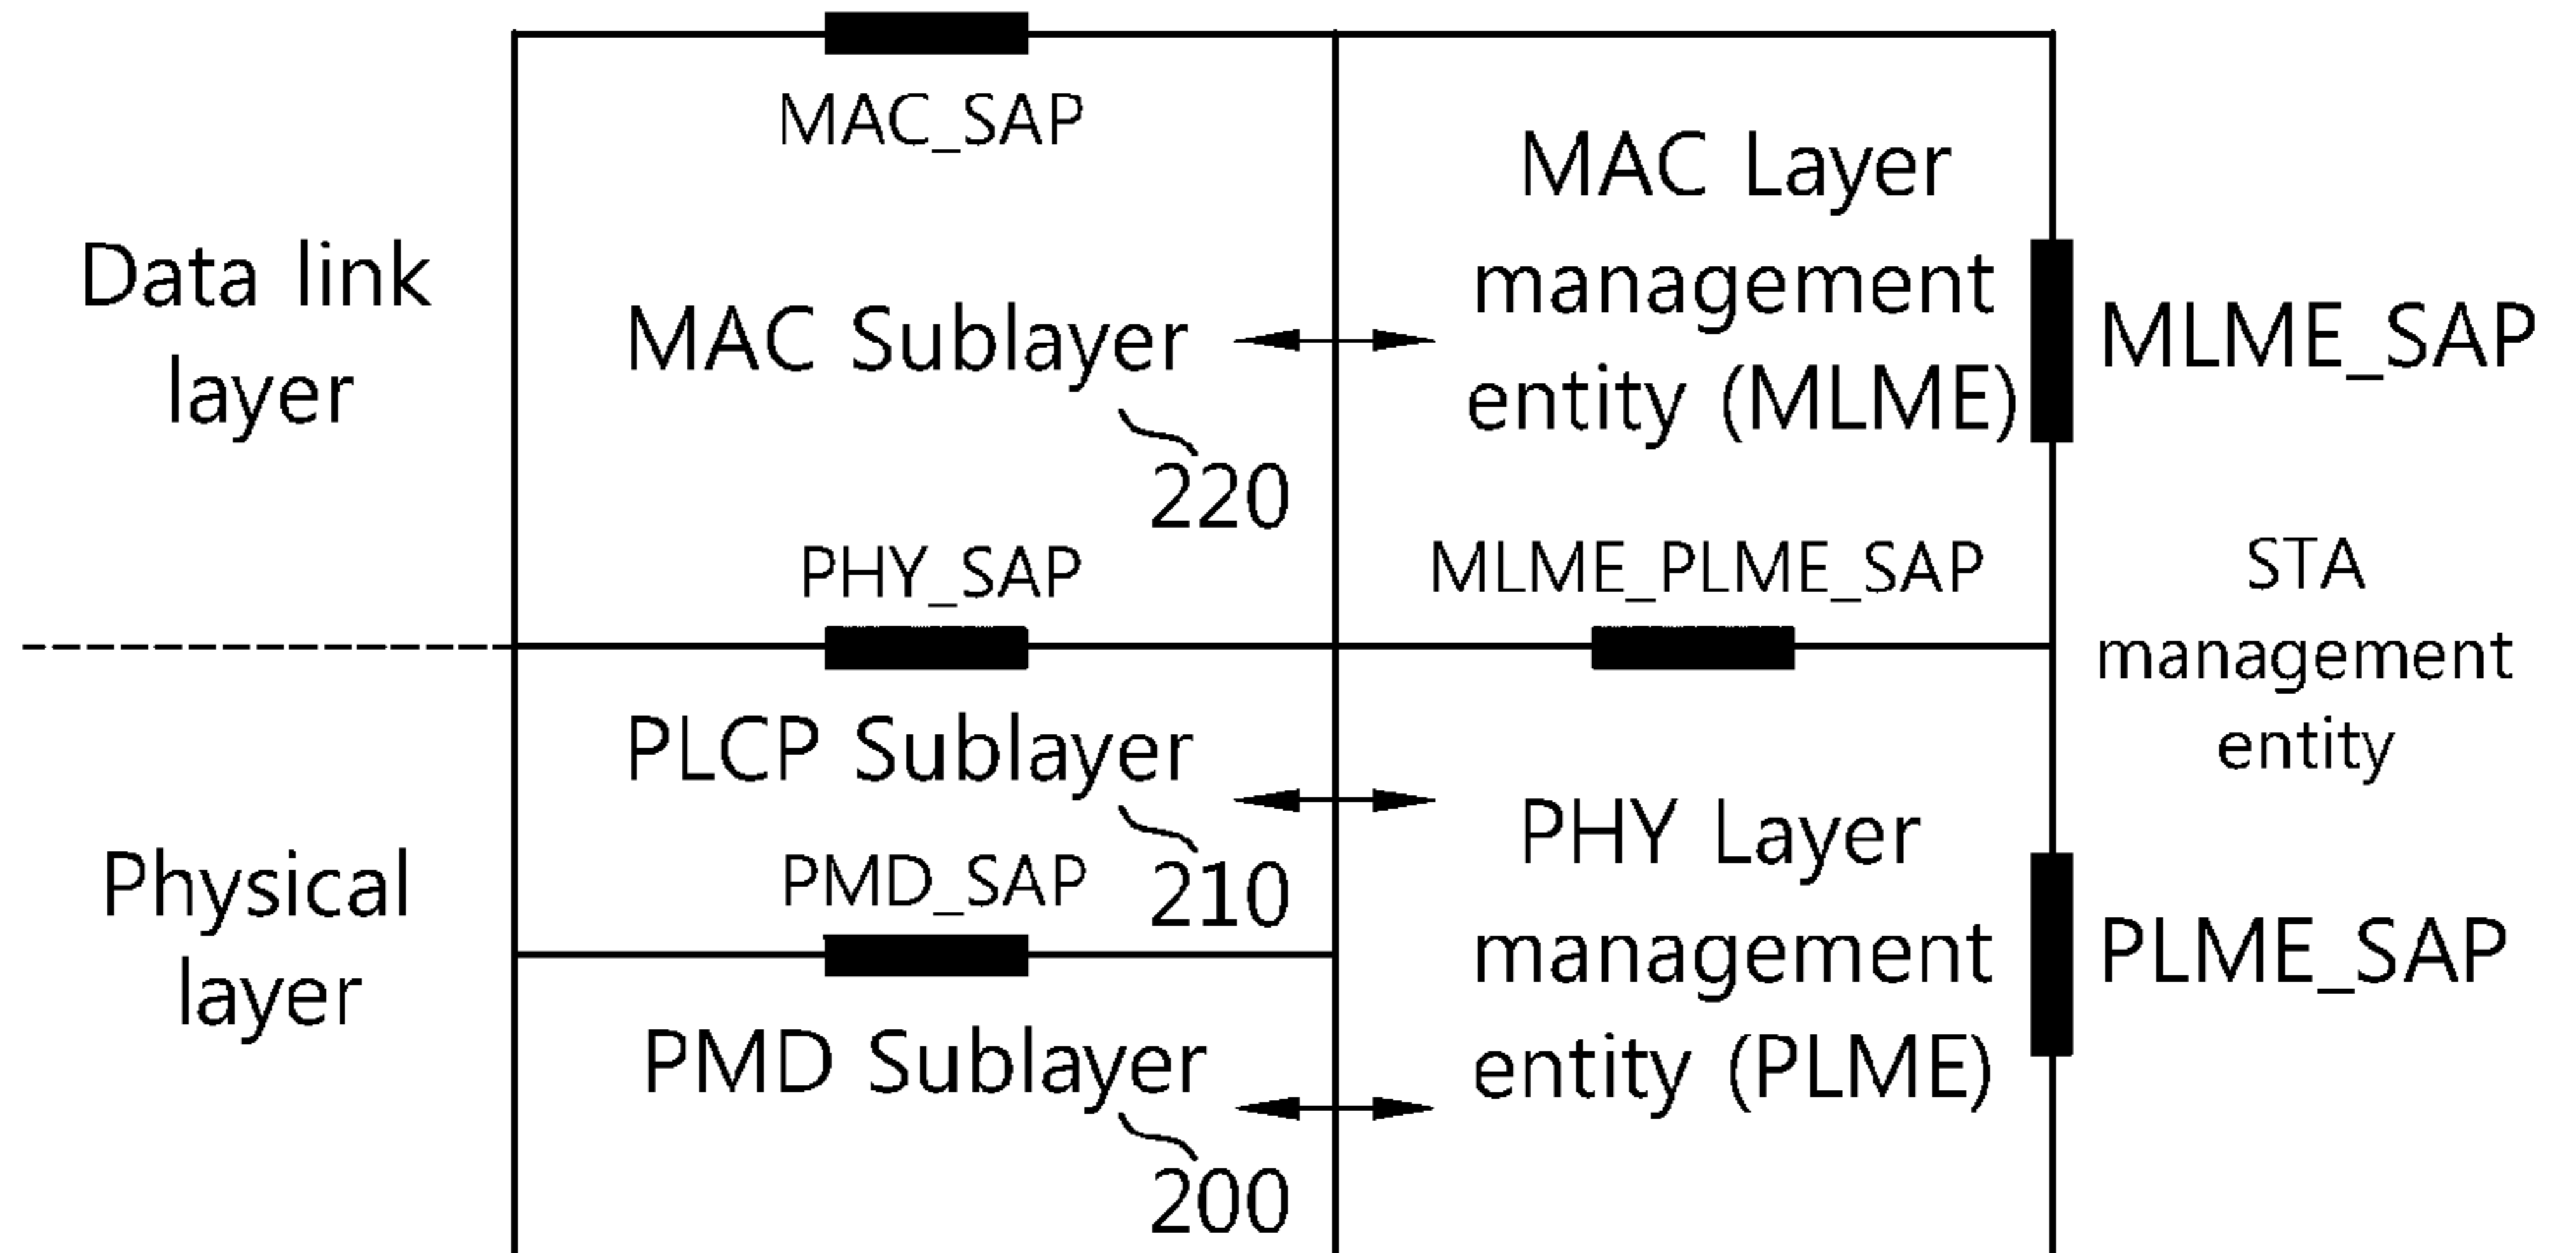 MAC_SAP
Data link
layer
MAC Sublayer
220
PHY_SAP
MAC Layer
management
entity (MLME)
MLME_PLME_SAP
MLME_SAP
STA
management
entity
Physical
layer
PLCP Sublayer
210
PMD_SAP
PMD Sublayer
200
PHY Layer
management
entity (PLME)
PLME_SAP